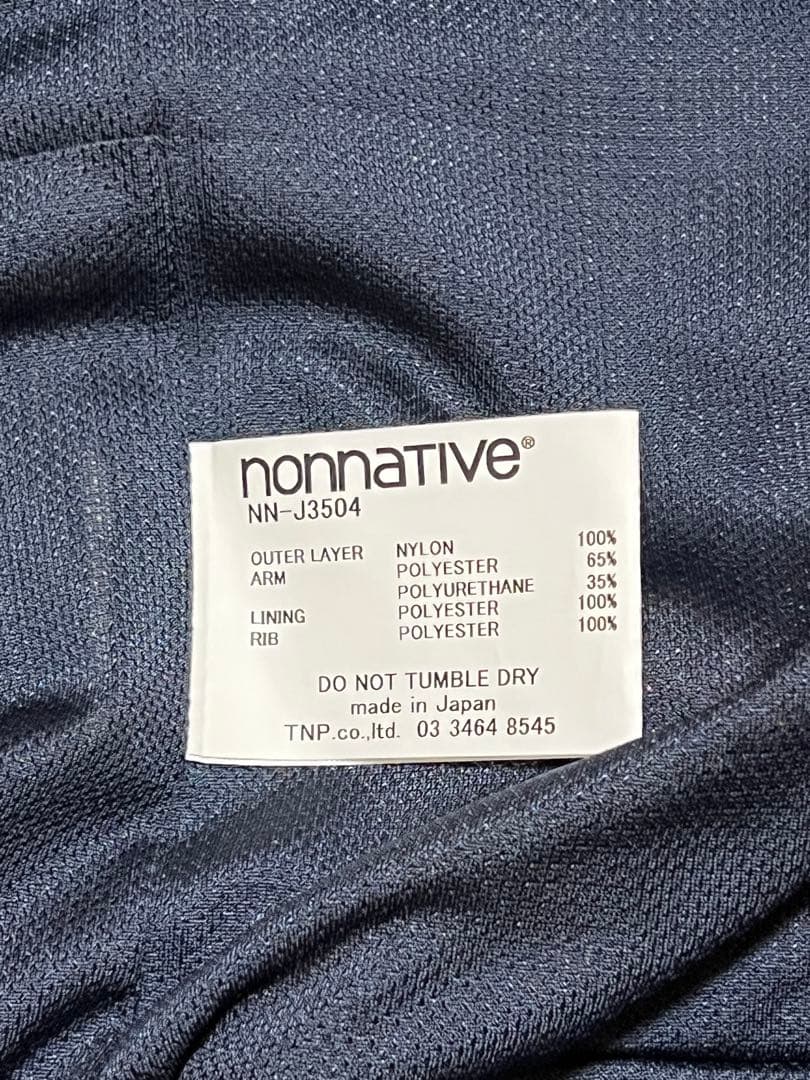 nonnative®
NN-J3504
OUTER LAYER NYLON 100%
ARM POLYESTER 65%
POLYURETHANE 35%
LINING POLYESTER 100%
RIB POLYESTER 100%
DO NOT TUMBLE DRY
made in Japan
TNP.co.,ltd. 03 3464 8545